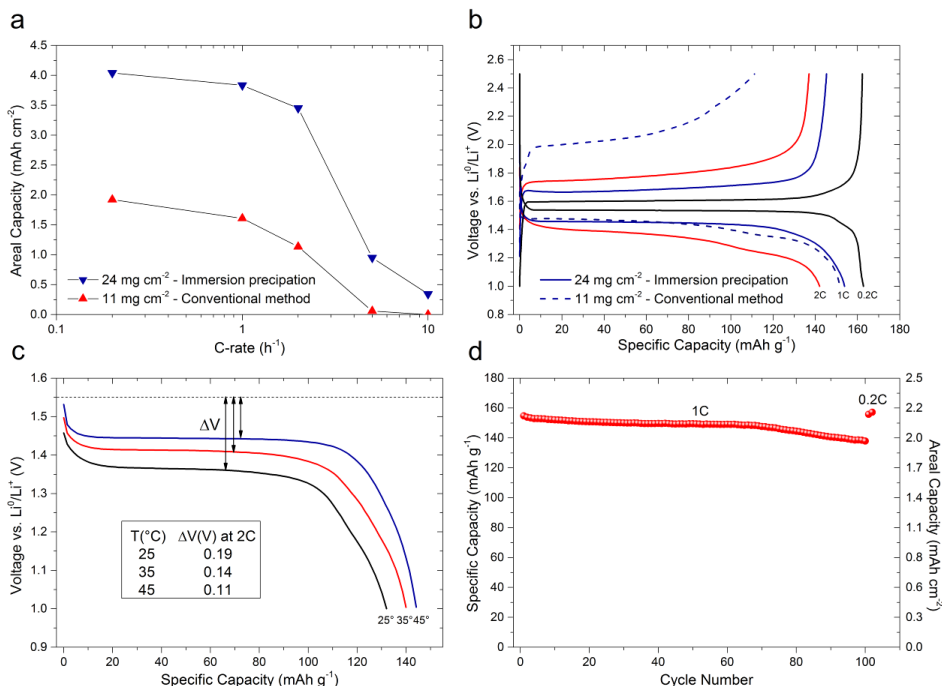 a
4.5
4.0
3.5
3.0
2.5
2.0
1.5
1.0
0.5
0.0
Areal Capacity (mAh cm⁻²)
24 mg cm⁻² - Immersion precipation
11 mg cm⁻² - Conventional method
0.1
1
10
C-rate (h⁻¹)
b
2.6
2.4
2.2
2.0
1.8
1.6
1.4
1.2
1.0
0.8
Voltage vs. Li⁰/Li⁺ (V)
24 mg cm⁻² - Immersion precipation
11 mg cm⁻² - Conventional method
2C
1C
0.2C
0 20 40 60 80 100 120 140 160 180
Specific Capacity (mAh g⁻¹)
c
1.6
1.5
1.4
1.3
1.2
1.1
1.0
0.9
Voltage vs. Li⁰/Li⁺ (V)
ΔV
T(°C) ΔV(V) at 2C
25 0.19
35 0.14
45 0.11
25° 35° 45°
0 20 40 60 80 100 120 140
Specific Capacity (mAh g⁻¹)
d
180
160
140
120
100
80
60
40
20
0
Specific Capacity (mAh g⁻¹)
1C
0.2C
2.5
2.2
2.0
1.7
1.4
1.1
0.8
0.6
0.3
0.0
Areal Capacity (mAh cm⁻²)
0 20 40 60 80 100
Cycle Number